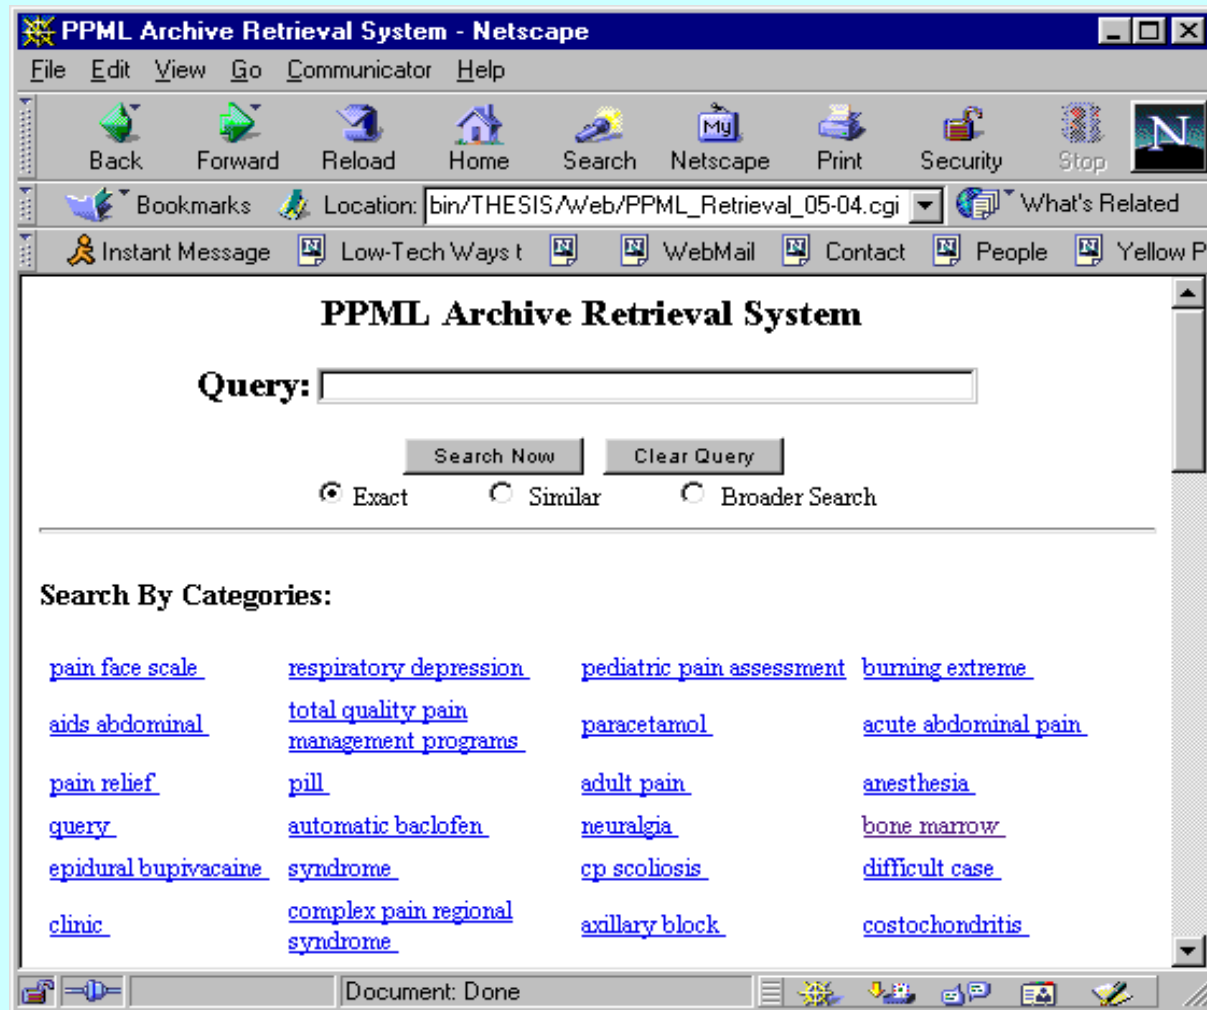 PPML Archive Retrieval System - Netscape
File Edit View Go Communicator Help
My N
Back Forward Reload Home Search Netscape Print Security Stop
Bookmarks Location: bin/THESIS/Web/PPML_Retrieval_05-04.cgi What's Related
Instant Message Low-Tech Ways t WebMail Contact People Yellow P
PPML Archive Retrieval System
Query:
Search Now Clear Query
Exact Similar Broader Search
Search By Categories:
pain face scale respiratory depression pediatric pain assessment burning extreme
aids abdominal total quality pain management programs paracetamol acute abdominal pain
pain relief pill adult pain anesthesia
query automatic baclofen neuralgia bone marrow
epidural bupivacaine syndrome cp scoliosis difficult case
clinic complex pain regional syndrome axillary block costochondritis
Document: Done